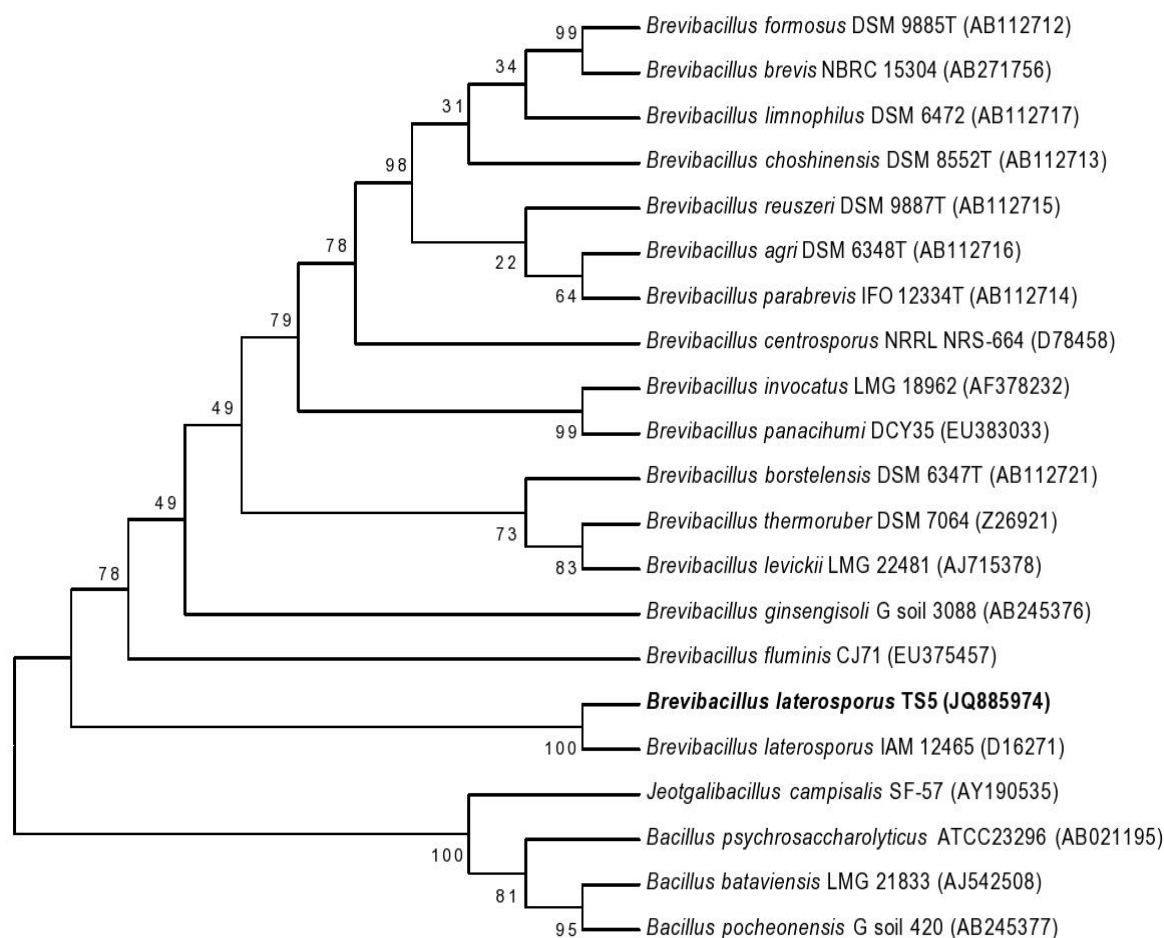 99
Brevibacillus formosus DSM 9885T (AB112712)
34
Brevibacillus brevis NBRC 15304 (AB271756)
31
Brevibacillus limnophilus DSM 6472 (AB112717)
98
Brevibacillus choshinensis DSM 8552T (AB112713)
Brevibacillus reuszeri DSM 9887T (AB112715)
78
22
Brevibacillus agri DSM 6348T (AB112716)
64
Brevibacillus parabrevis IFO 12334T (AB112714)
79
Brevibacillus centrosporus NRRL NRS-664 (D78458)
Brevibacillus invocatus LMG 18962 (AF378232)
49
99
Brevibacillus panacihumi DCY35 (EU383033)
Brevibacillus borstelensis DSM 6347T (AB112721)
49
73
Brevibacillus thermoruber DSM 7064 (Z26921)
83
Brevibacillus levickii LMG 22481 (AJ715378)
78
Brevibacillus ginsengisoli G soil 3088 (AB245376)
Brevibacillus fluminis CJ71 (EU375457)
Brevibacillus laterosporus TS5 (JQ885974)
100
Brevibacillus laterosporus IAM 12465 (D16271)
Jeotgalibacillus campisalis SF-57 (AY190535)
100
Bacillus psychrosaccharolyticus ATCC23296 (AB021195)
81
Bacillus bataviensis LMG 21833 (AJ542508)
95
Bacillus pocheonensis G soil 420 (AB245377)